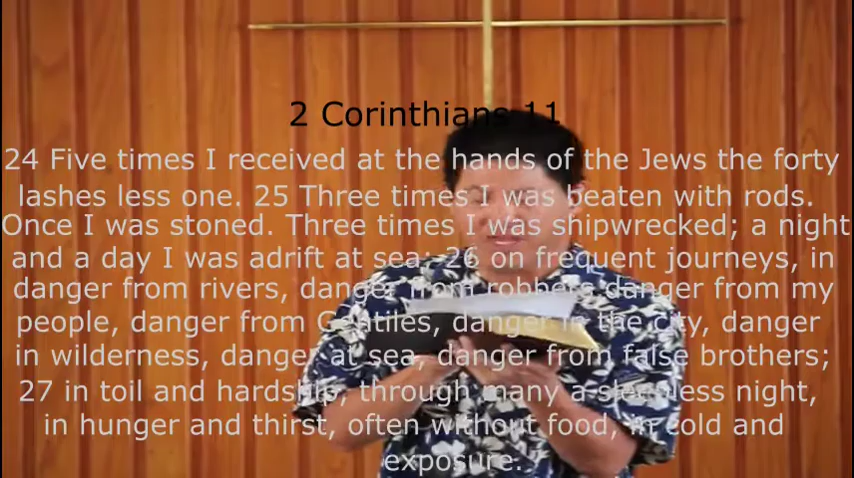 2 Corinthians 11
24 Five times I received at the hands of the Jews the forty
lashes less one. 25 Three times I was beaten with rods.
Once I was stoned. Three times I was shipwrecked; a night
and a day I was adrift at sea; 26 on frequent journeys, in
danger from rivers, danger from robbers,danger from my
people, danger from Gentiles, danger in the city, danger
in wilderness, danger at sea, danger from false brothers;
27 in toil and hardship, through many a sleepless night,
in hunger and thirst, often without food, in cold and
exposure.